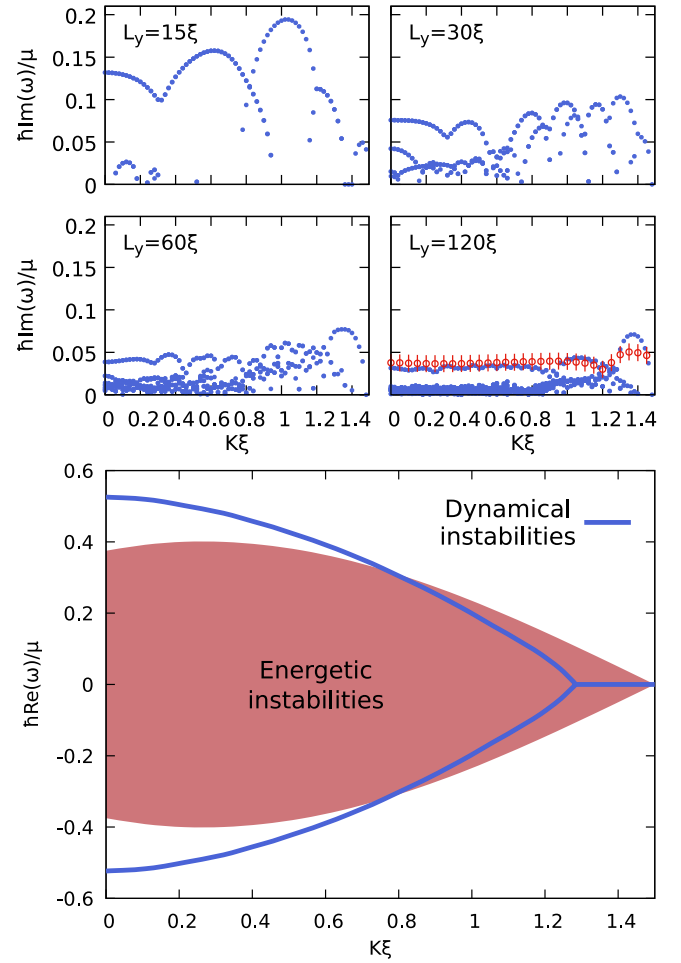 L_y=15ξ
L_y=30ξ
ħIm(ω)/μ
0.2
0.15
0.1
0.05
0
L_y=60ξ
L_y=120ξ
ħIm(ω)/μ
0.2
0.15
0.1
0.05
0
0 0.2 0.4 0.6 0.8 1 1.2 1.4
0 0.2 0.4 0.6 0.8 1 1.2 1.4
Kξ
Kξ
ħRe(ω)/μ
0.6
0.4
0.2
0
-0.2
-0.4
-0.6
Dynamical
instabilities
Energetic
instabilities
0 0.2 0.4 0.6 0.8 1 1.2 1.4
Kξ